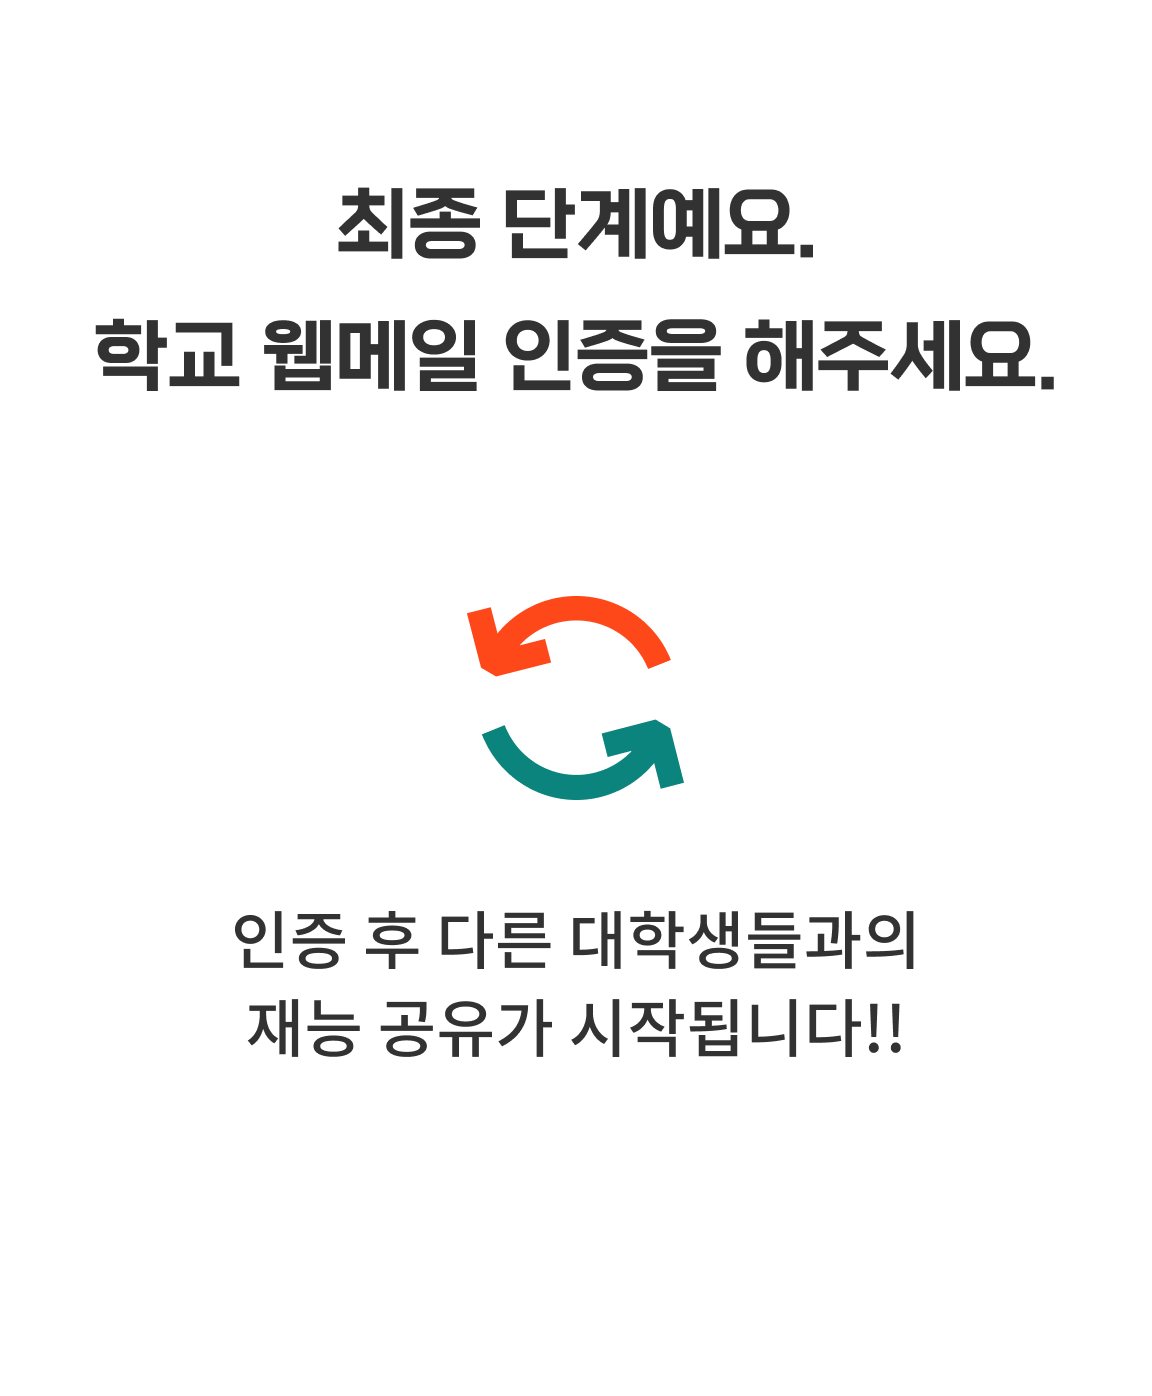 최종 단계예요.
학교 웹메일 인증을 해주세요.
인증 후 다른 대학생들과의
재능 공유가 시작됩니다!!